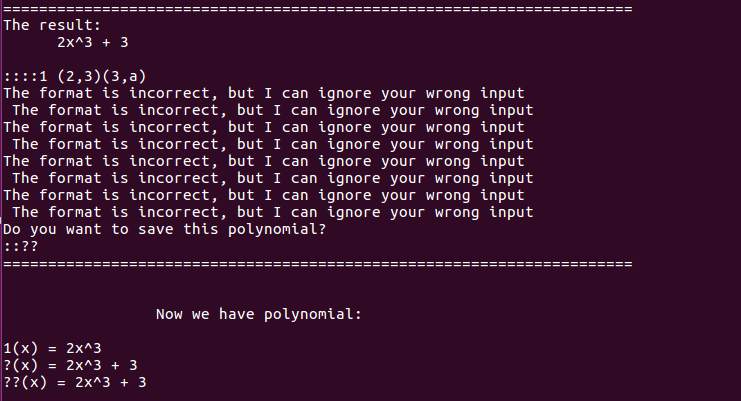 ======================================================================
The result:
      2x^3 + 3
::::1 (2,3)(3,a)
The format is incorrect, but I can ignore your wrong input
 The format is incorrect, but I can ignore your wrong input
The format is incorrect, but I can ignore your wrong input
 The format is incorrect, but I can ignore your wrong input
The format is incorrect, but I can ignore your wrong input
 The format is incorrect, but I can ignore your wrong input
The format is incorrect, but I can ignore your wrong input
 The format is incorrect, but I can ignore your wrong input
Do you want to save this polynomial?
::??
======================================================================
                 Now we have polynomial:
1(x) = 2x^3
?(x) = 2x^3 + 3
??(x) = 2x^3 + 3